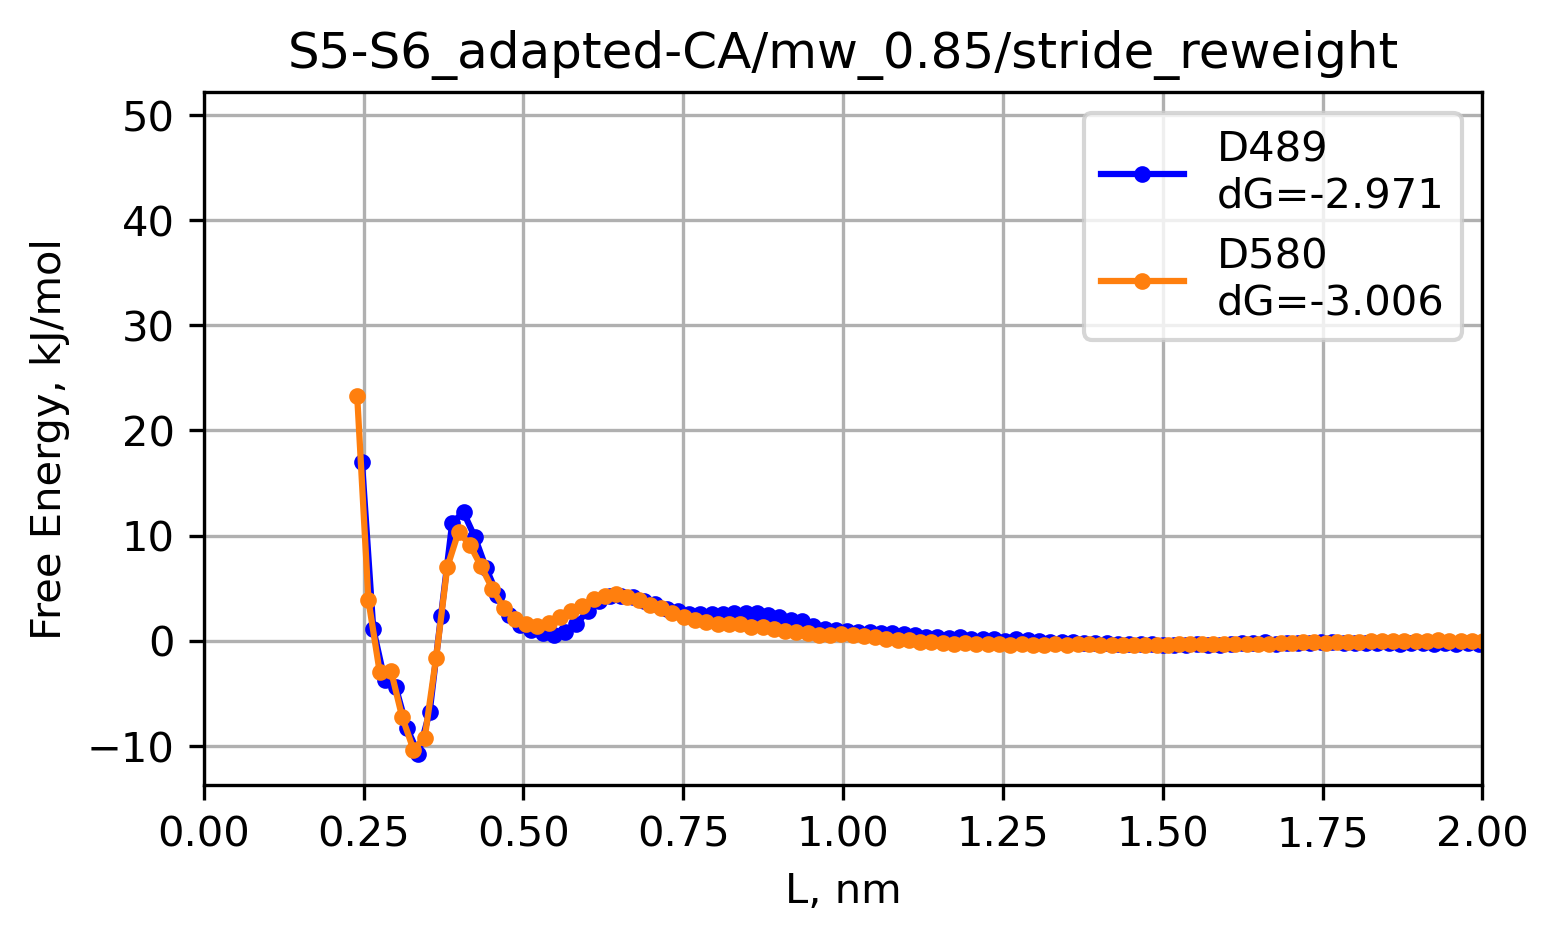 S5-S6_adapted-CA/mw_0.85/stride_reweight
50
40
30
20
10
0
−10
Free Energy, kJ/mol
D489
dG=-2.971
D580
dG=-3.006
0.00 0.25 0.50 0.75 1.00 1.25 1.50 1.75 2.00
L, nm